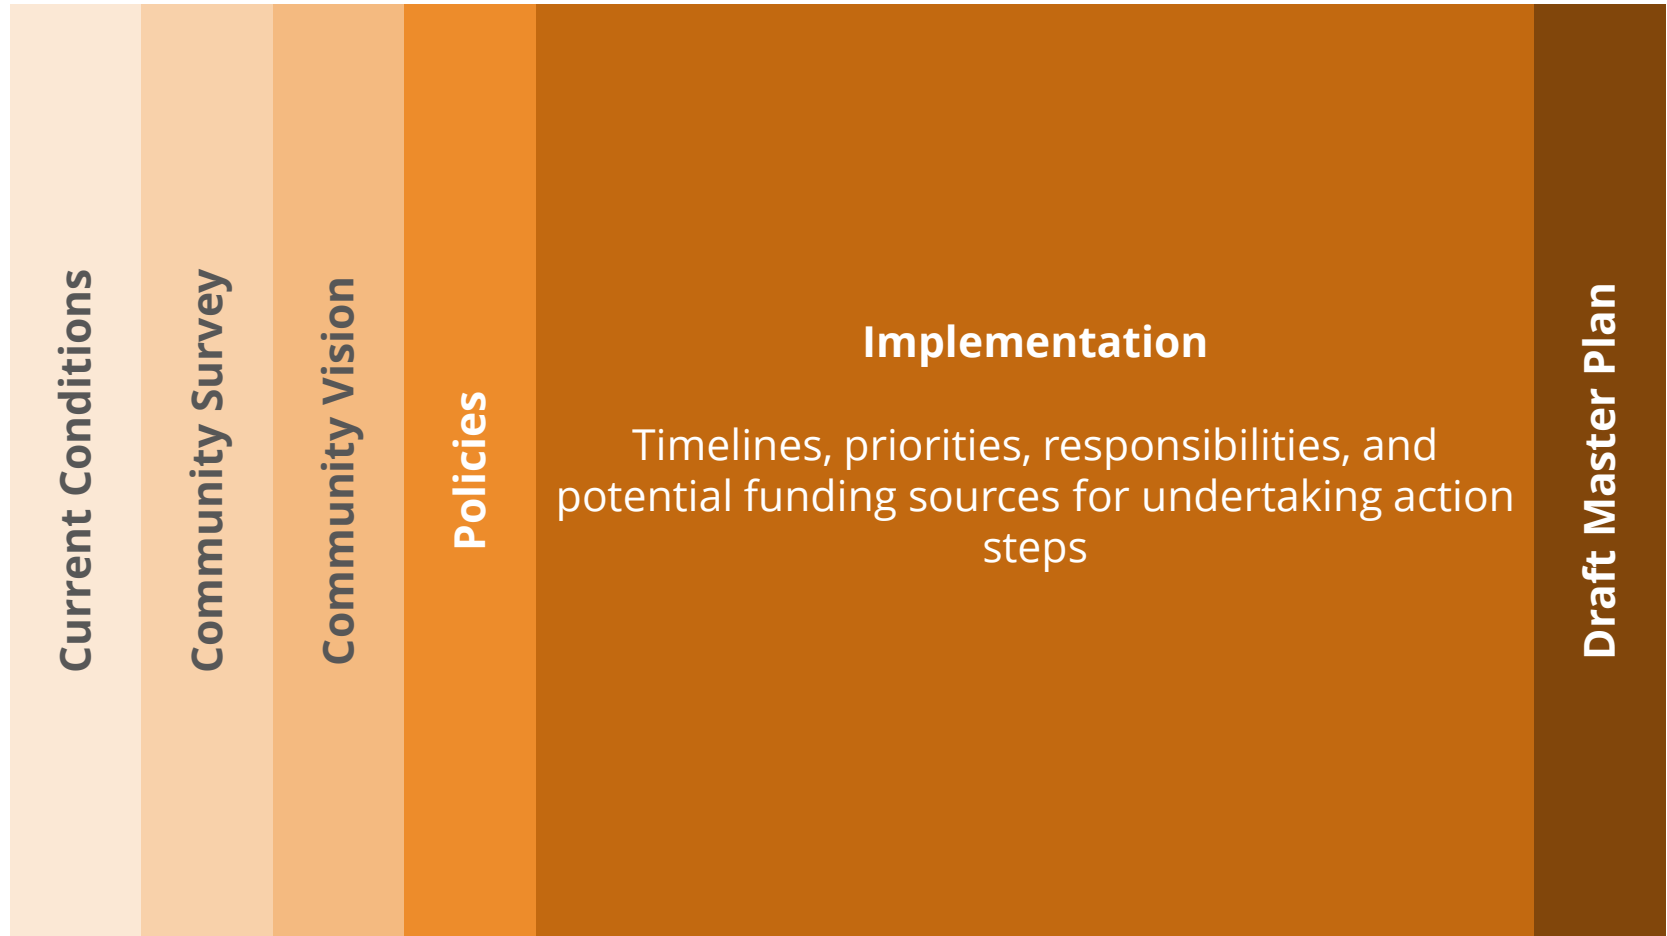 Current Conditions
Community Survey
Community Vision
Policies
Implementation
Timelines, priorities, responsibilities, and
potential funding sources for undertaking action
steps
Draft Master Plan